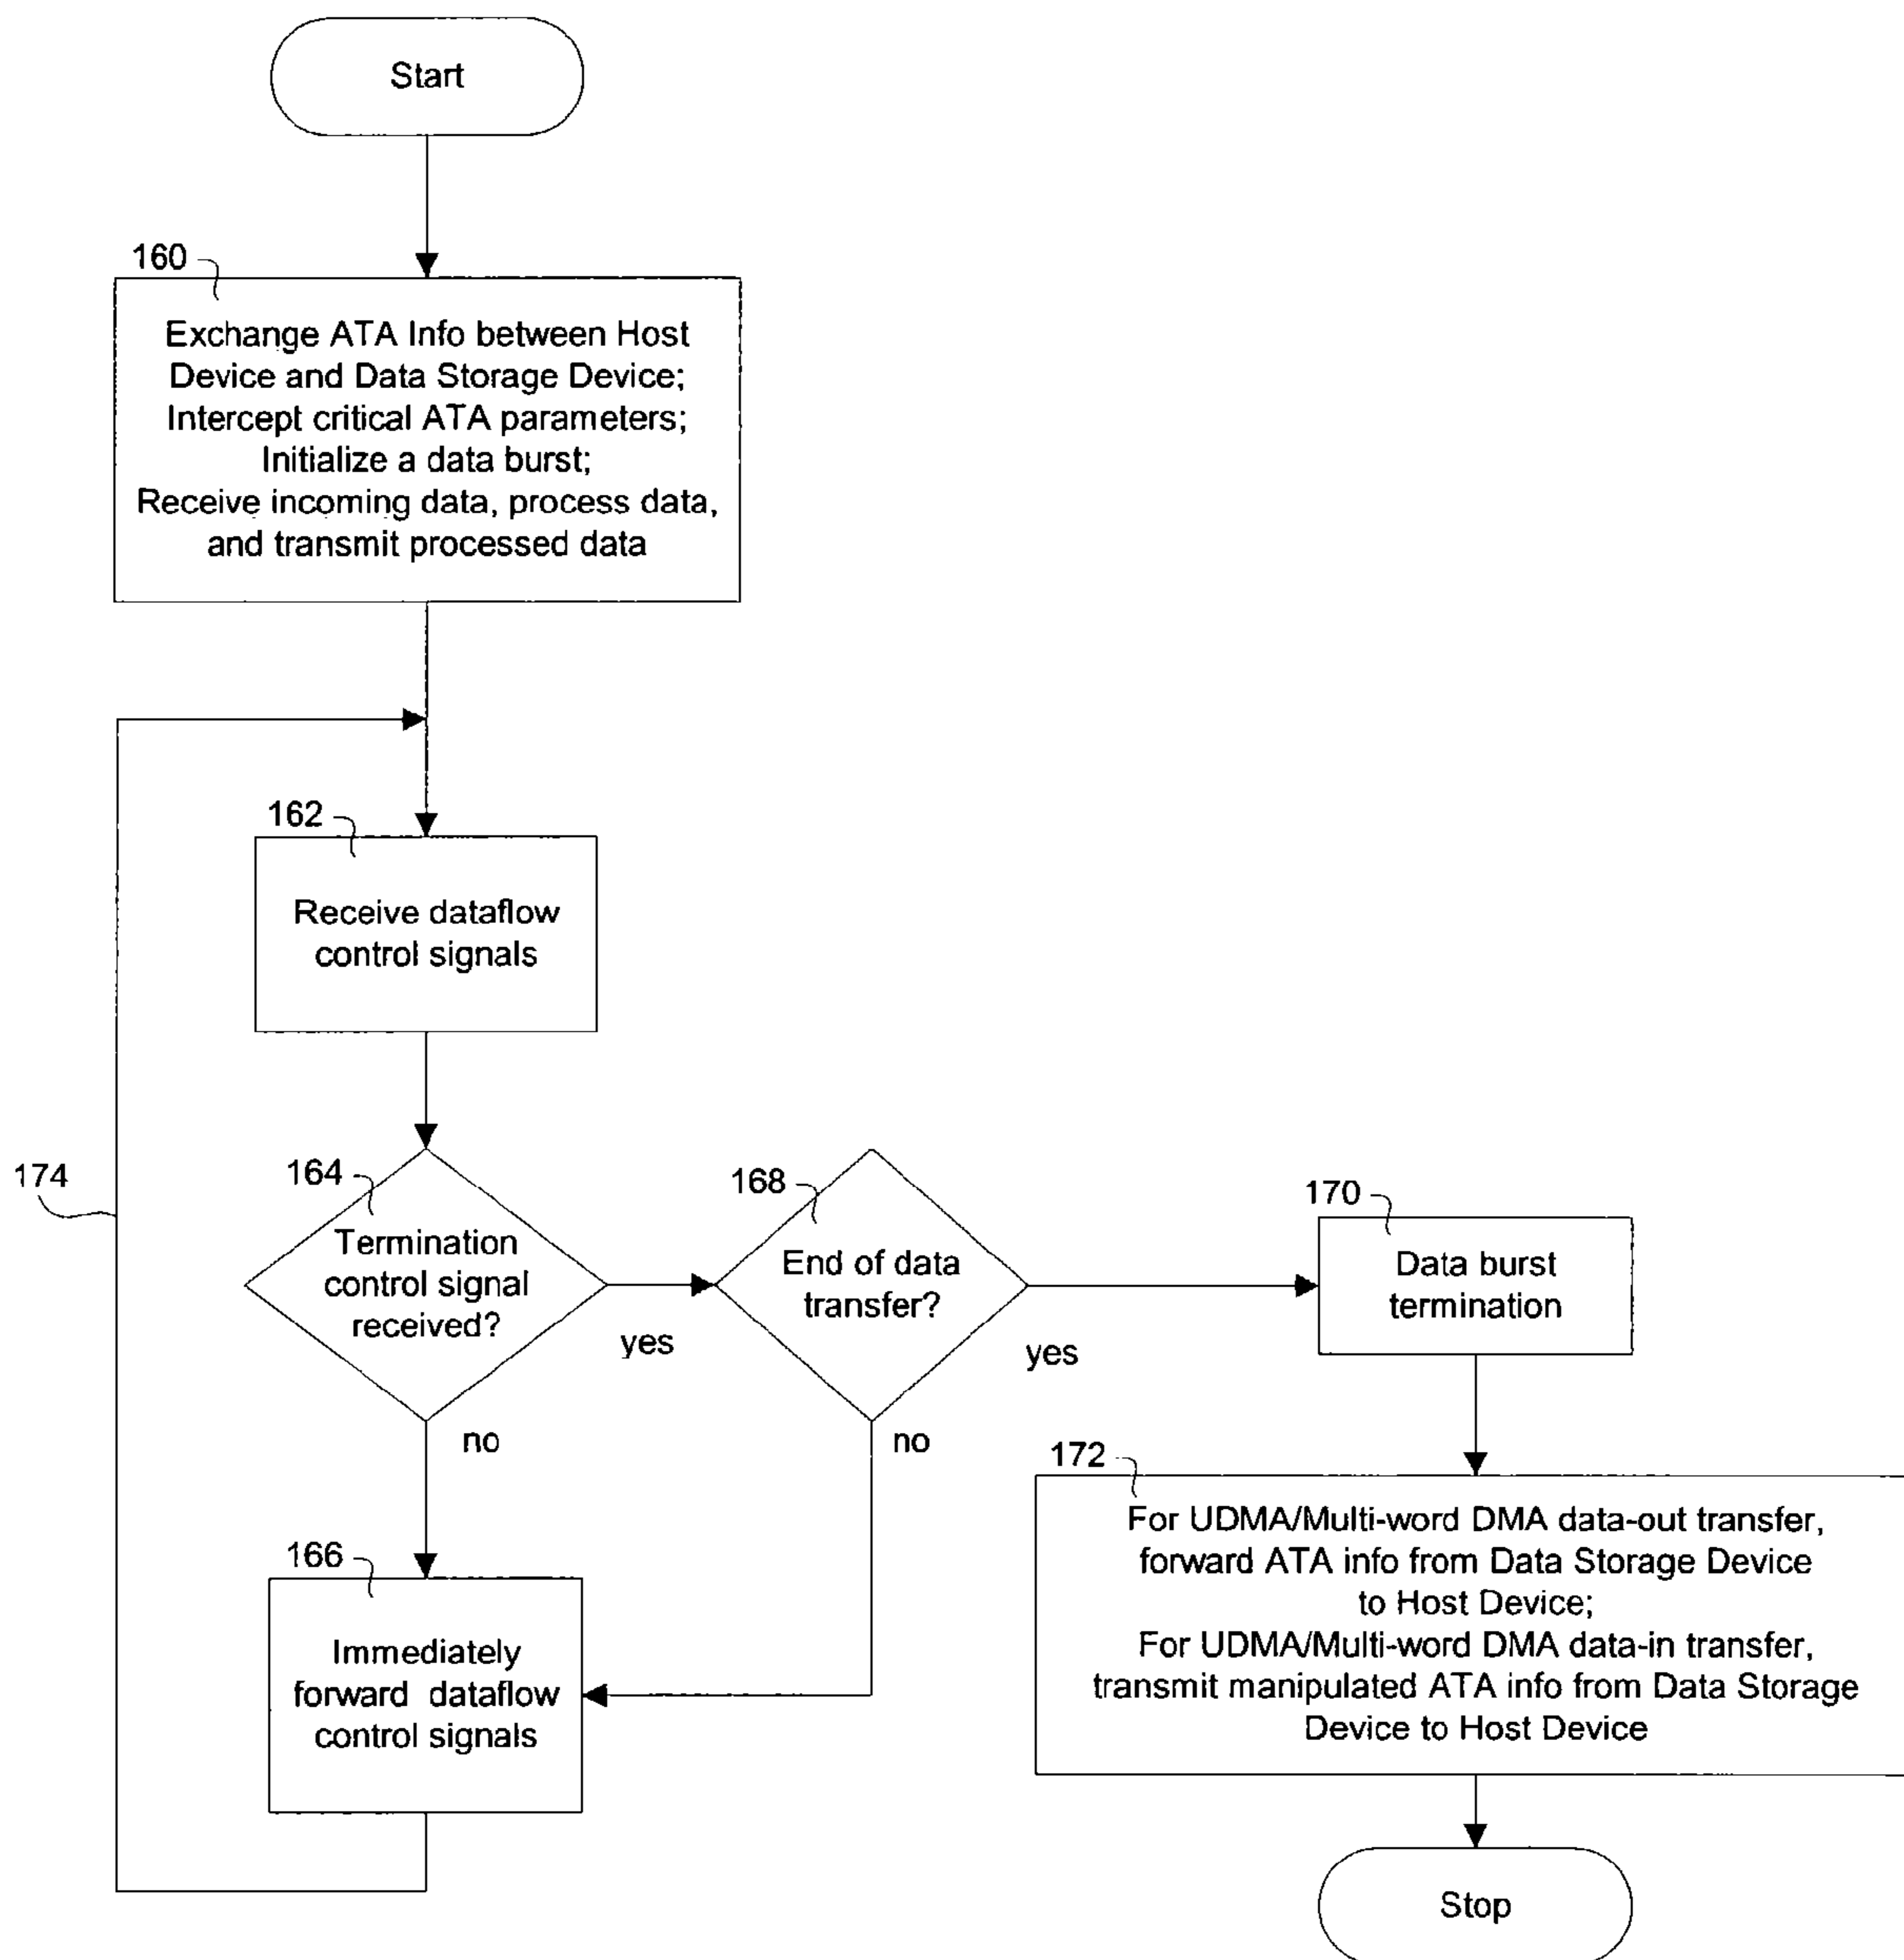 Start
160
Exchange ATA Info between Host
Device and Data Storage Device;
Intercept critical ATA parameters;
Initialize a data burst;
Receive incoming data, process data,
and transmit processed data
162
Receive dataflow
control signals
174
164
Termination
control signal
received?
yes
no
168
End of data
transfer?
yes
no
170
Data burst
termination
166
Immediately
forward dataflow
control signals
172
For UDMA/Multi-word DMA data-out transfer,
forward ATA info from Data Storage Device
to Host Device;
For UDMA/Multi-word DMA data-in transfer,
transmit manipulated ATA info from Data Storage
Device to Host Device
Stop